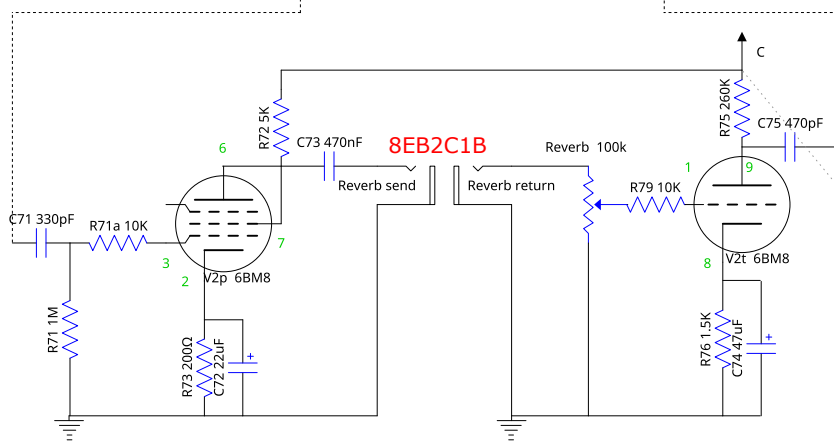 C
R75 260K
C75 470pF
R72 5K
C73 470nF
8EB2C1B
Reverb 100k
6
1
9
Reverb send
Reverb return
R79 10K
C71 330pF
R71a 10K
7
3
2
V2p 6BM8
8
V2t 6BM8
R71 1M
R73 200Ω
C72 22uF
+
R76 1.5K
C74 47uF
+